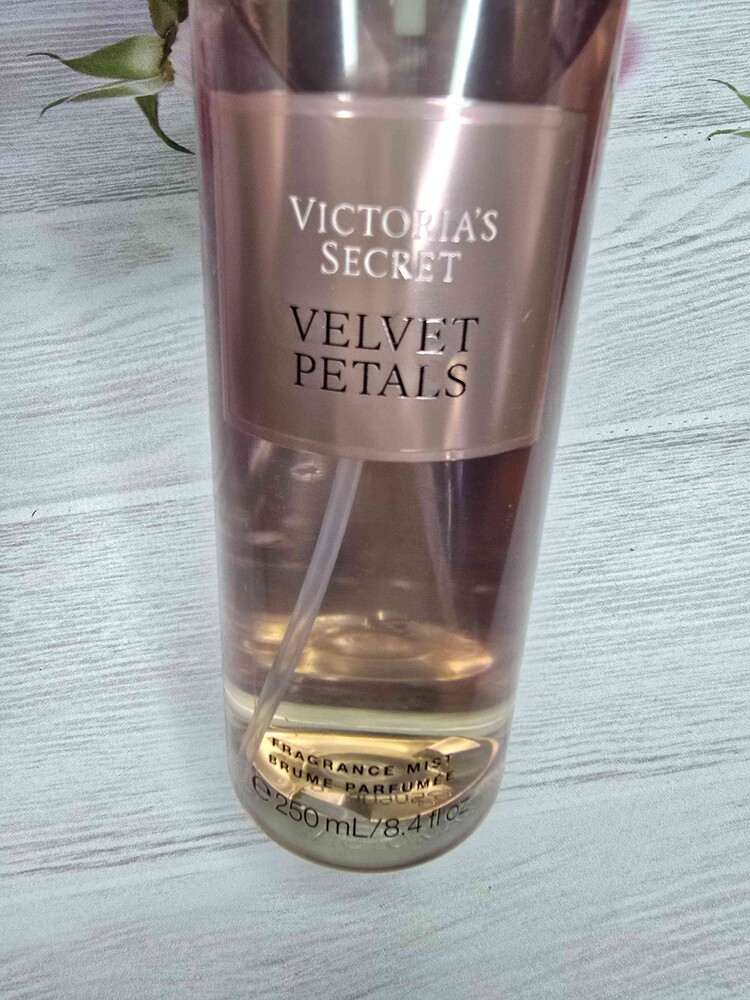 VICTORIA'S
SECRET
VELVET
PETALS
FRAGRANCE MIST
BRUME PARFUMÉE
e 250 mL/8.4 fl oz